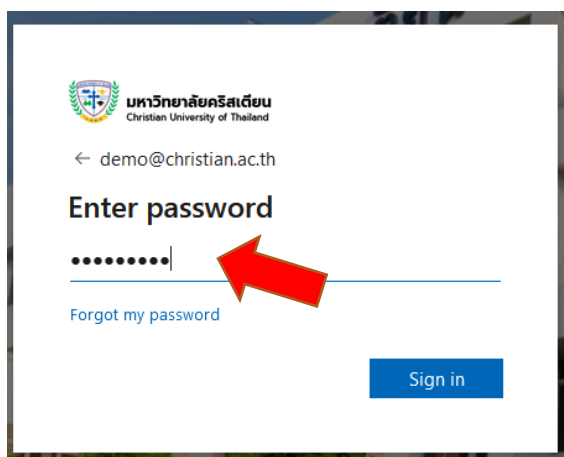 มหาวิทยาลัยคริสเตียน
Christian University of Thailand
← demo@christian.ac.th
Enter password
•••••••••
Forgot my password
Sign in